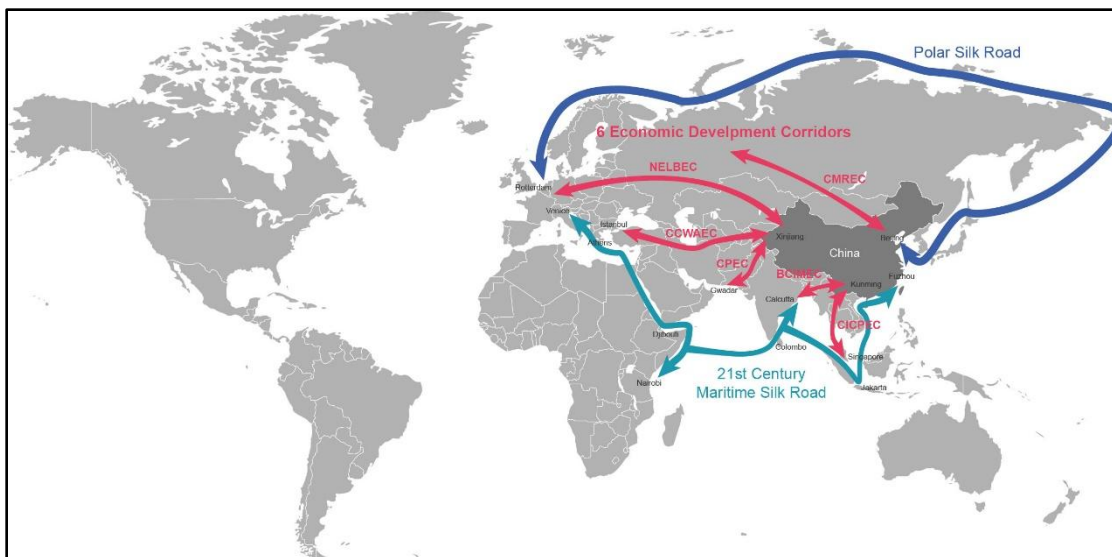 Polar Silk Road
6 Economic Develpment Corridors
NELBEC
CMREC
Rotterdam
Venice
Istanbul
Athens
CCWAEC
Xinjiang
Beijing
China
CPEC
BCIMEC
Fuzhou
Gwadar
Calcutta
Kunming
CICPEC
Djibouti
Colombo
Singapore
Nairobi
Jakarta
21st Century
Maritime Silk Road